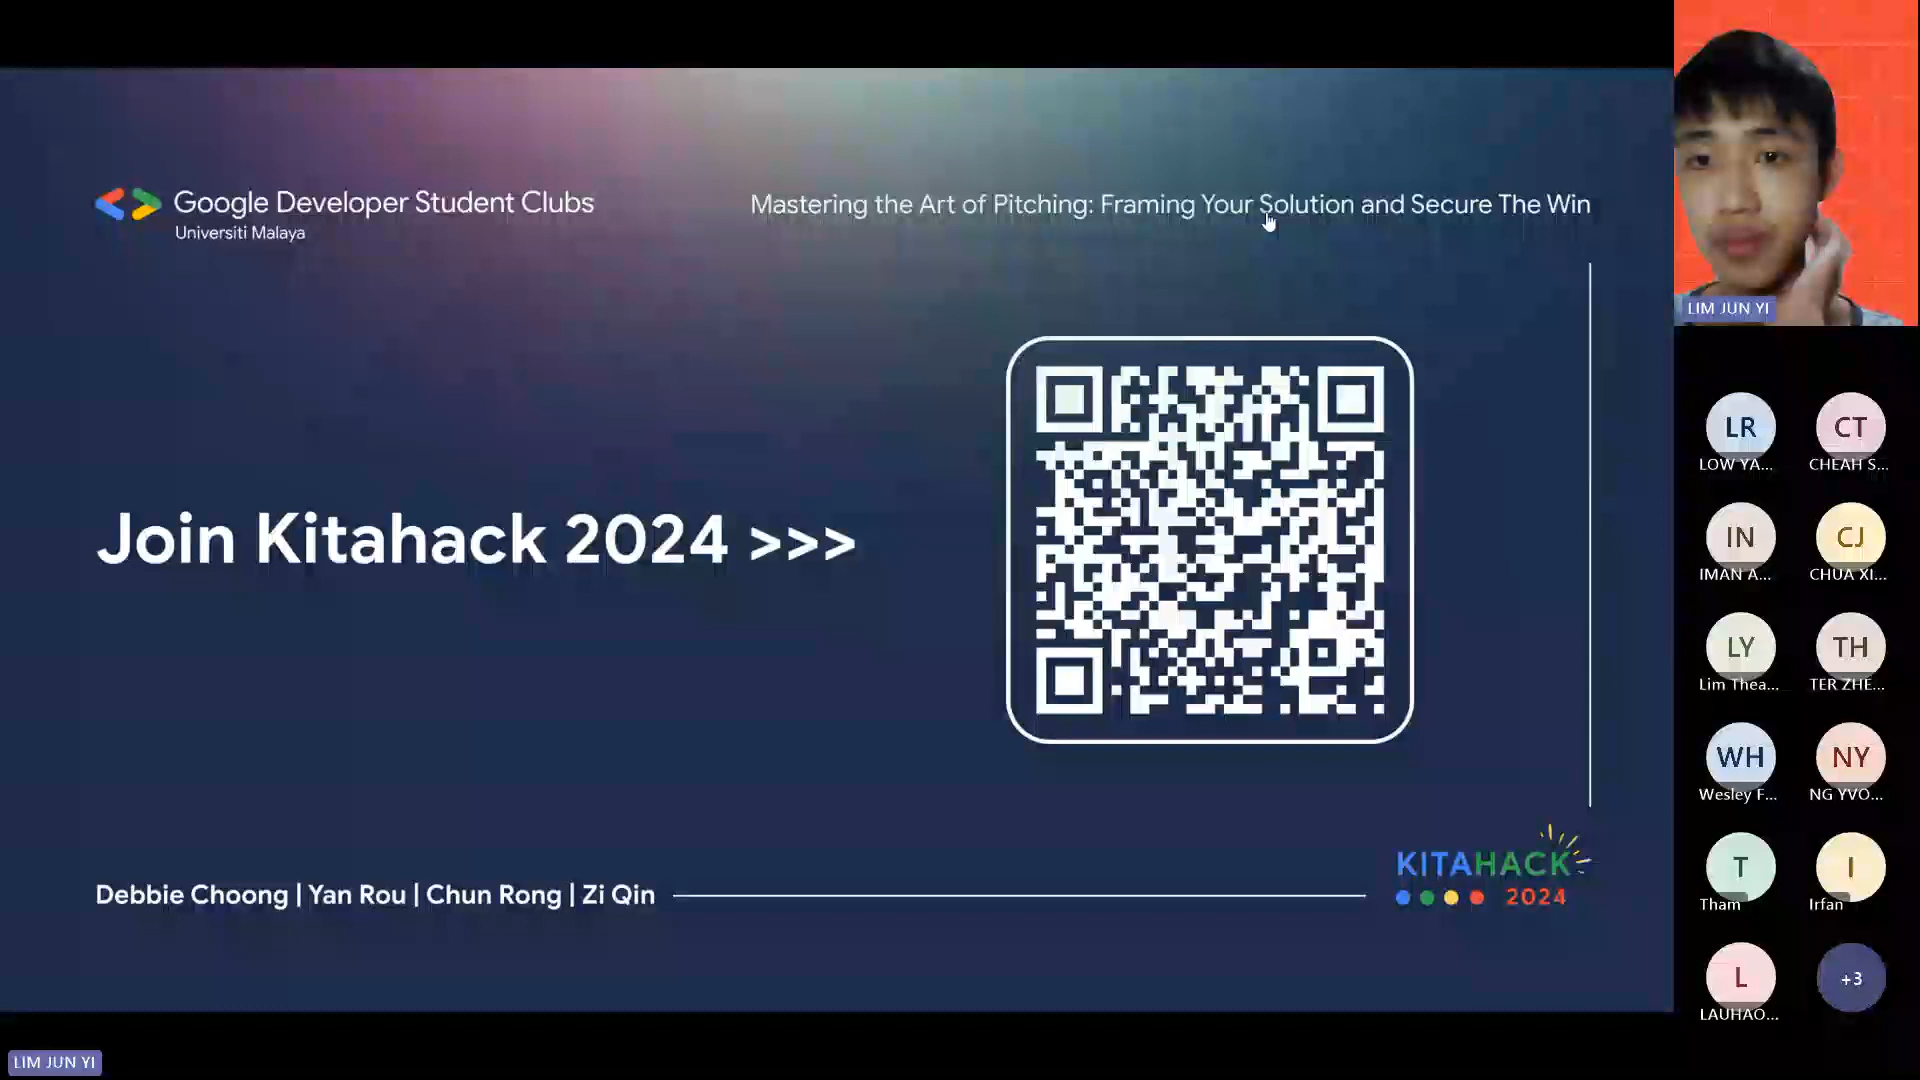 Google Developer Student Clubs
Universiti Malaya
Mastering the Art of Pitching: Framing Your Solution and Secure The Win
Join Kitahack 2024 >>>
Debbie Choong | Yan Rou | Chun Rong | Zi Qin
KITAHACK
2024
LIM JUN YI
LR
LOW YA...
CT
CHEAH S...
IN
IMAN A...
CJ
CHUA XI...
LY
Lim Thea...
TH
TER ZHE...
WH
Wesley F...
NY
NG YVO...
T
Tham
I
Irfan
L
LAUHAO...
+3
LIM JUN YI